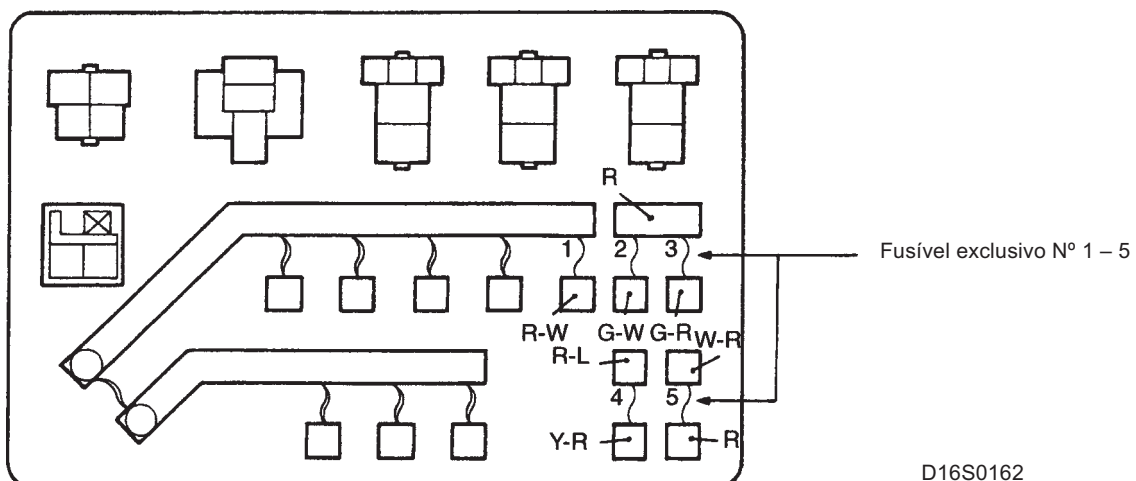 R
1 2 3
Fusível exclusivo Nº 1 – 5
R-W G-W G-R
R-L W-R
4 5
Y-R R
D16S0162